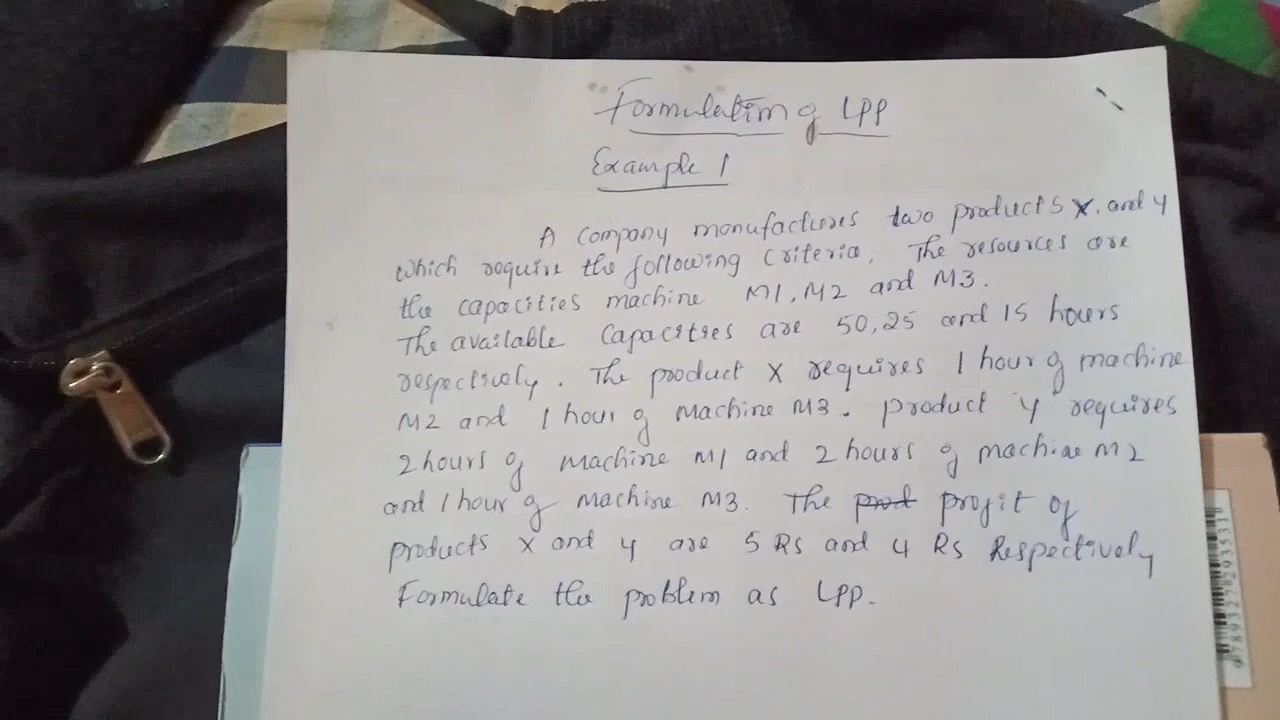 Formulation of LPP
Example 1
A company manufactures two products x. and y
which require the following criteria, The resources are
the capacities machine M1, M2 and M3.
The available capacities are 50, 25 and 15 hours
respectively. The product x requires 1 hour of machine
M2 and 1 hour of machine M3. product y requires
2 hours of machine M1 and 2 hours of machine M2
and 1 hour of machine M3. The prod profit of
products x and y are 5 Rs and 4 Rs Respectively
Formulate the problem as LPP.